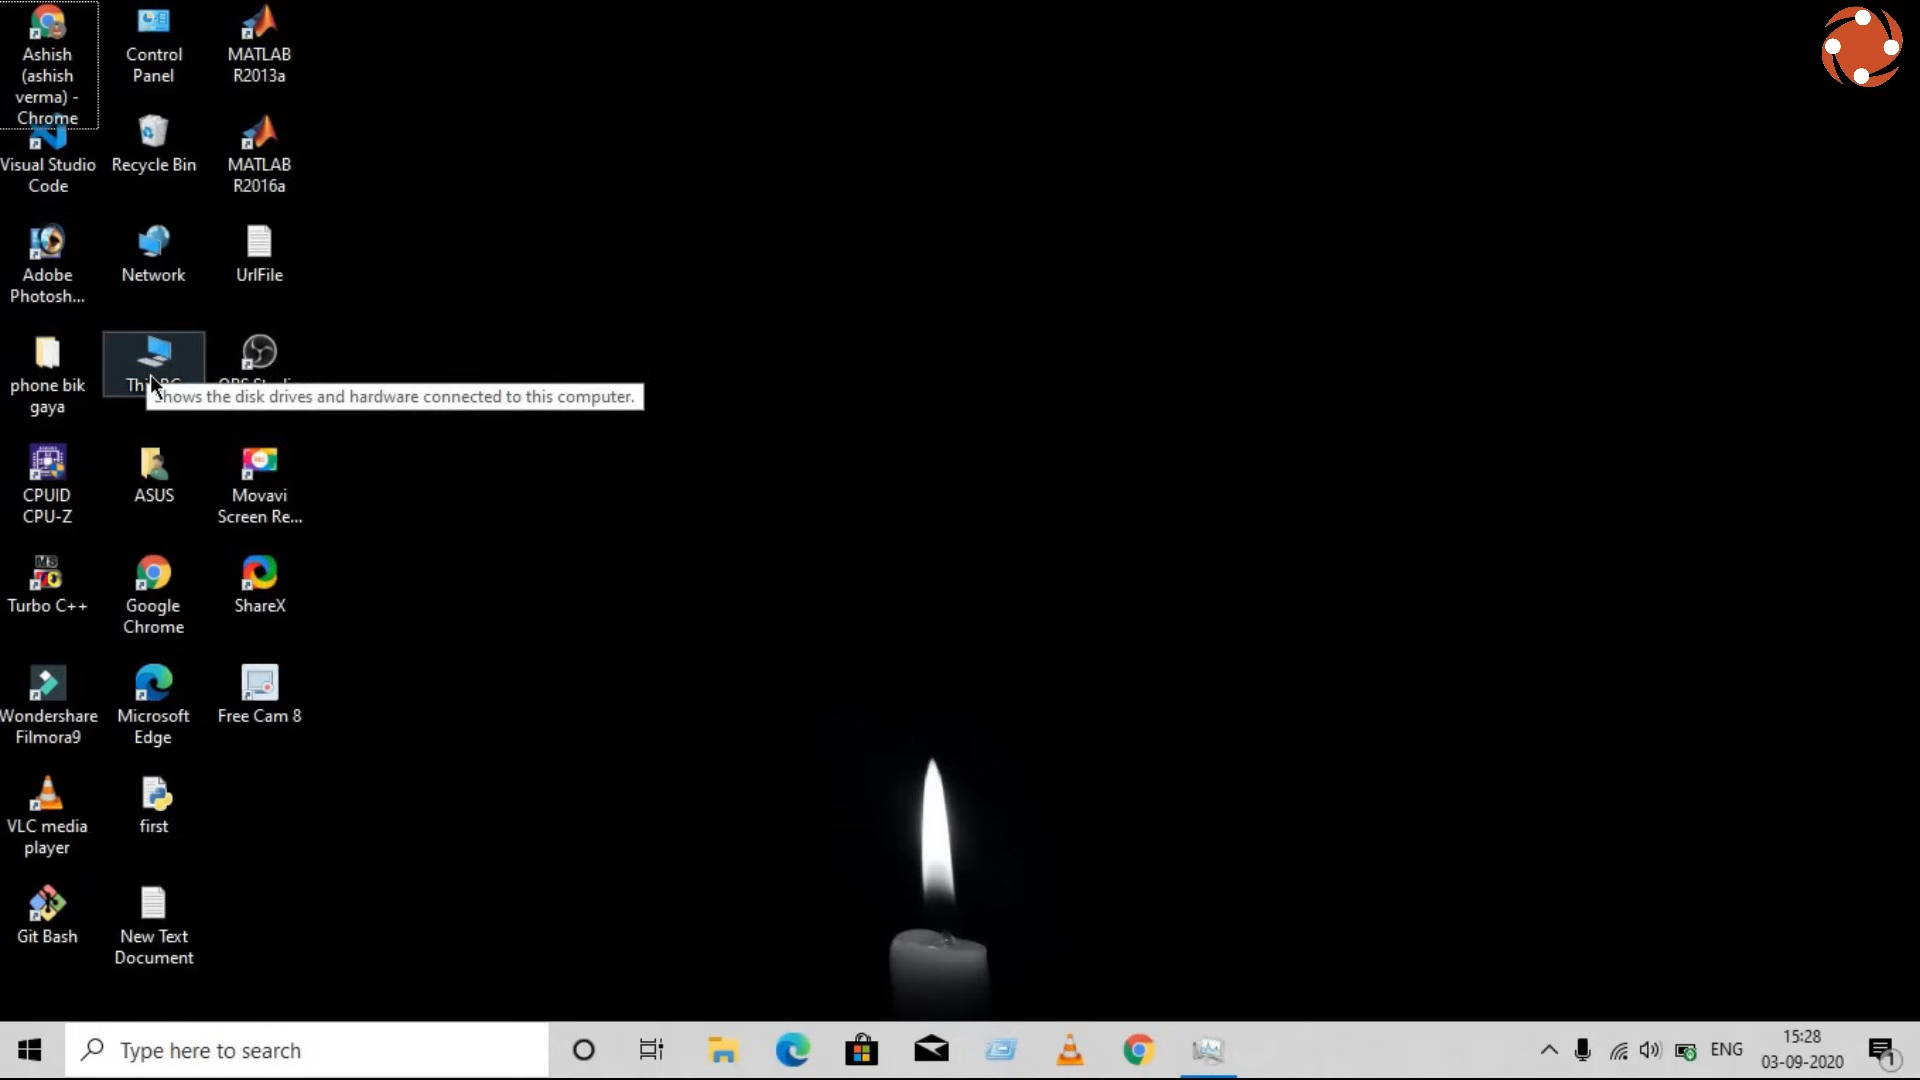 Ashish
(ashish
verma) -
Chrome
Control
Panel
MATLAB
R2013a
Visual Studio
Code
Recycle Bin
MATLAB
R2016a
Adobe
Photosh...
Network
UrlFile
phone bik
gaya
Shows the disk drives and hardware connected to this computer.
CPUID
CPU-Z
ASUS
Movavi
Screen Re...
Turbo C++
Google
Chrome
ShareX
Wondershare
Filmora9
Microsoft
Edge
Free Cam 8
VLC media
player
first
Git Bash
New Text
Document
Type here to search
ENG
15:28
03-09-2020
1